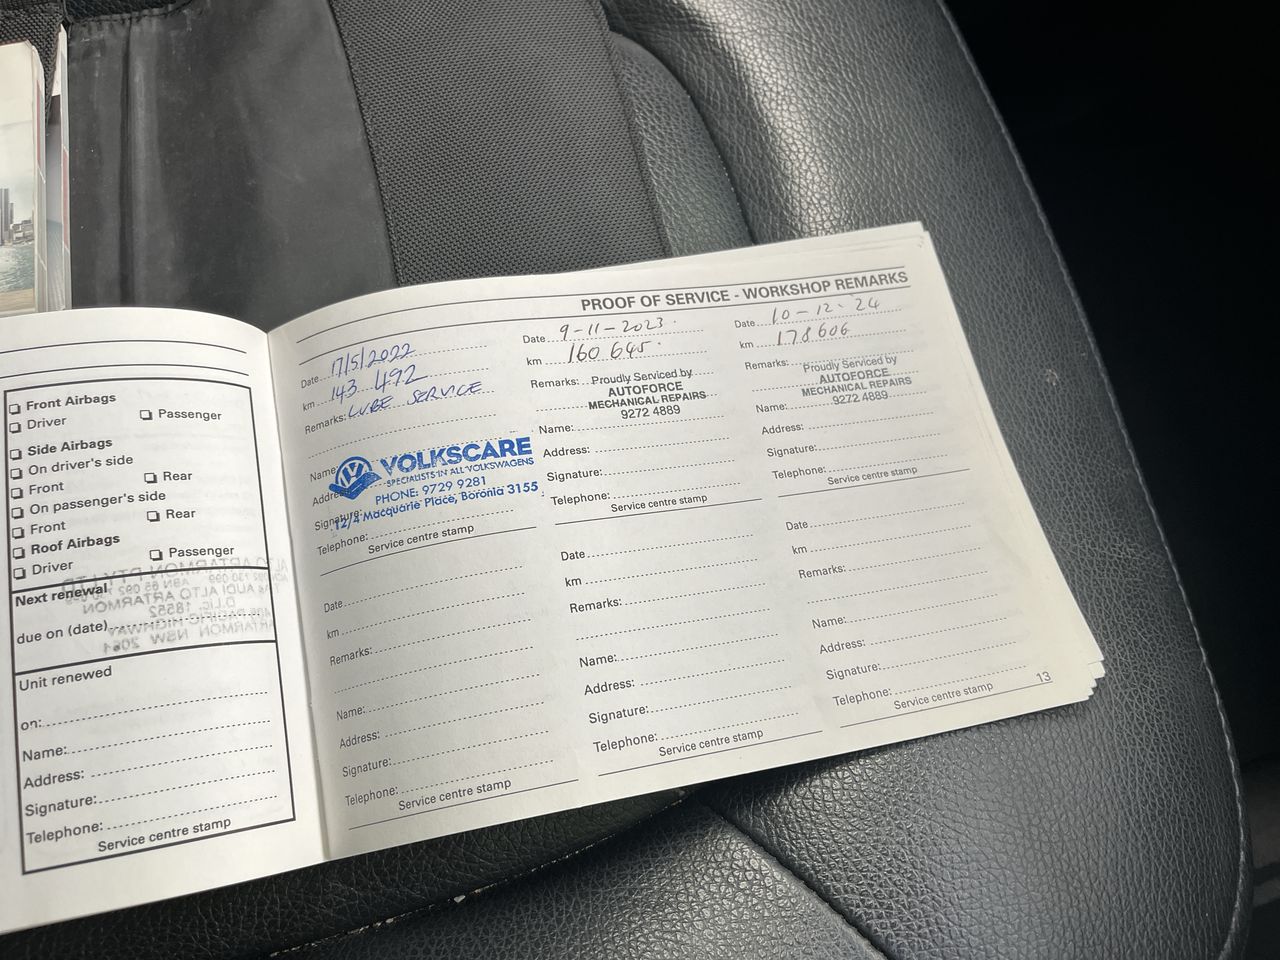 Front Airbags
Driver
Passenger
Side Airbags
On driver's side
Front
Rear
On passenger's side
Front
Rear
Roof Airbags
Driver
Passenger
Next renewal
due on (date)
Unit renewed
on:
Name:
Address:
Signature:
Telephone:
Service centre stamp
PROOF OF SERVICE - WORKSHOP REMARKS
Date 17/5/2022
km 143 492
Remarks: LUBE SERVICE
Name
VOLKSCARE
SPECIALISTS IN ALL VOLKSWAGENS
PHONE: 9729 9281
12/4 Macquarie Place, Boronia 3155
Telephone:
Service centre stamp
Date 9-11-2023
km 160 645
Remarks: Proudly Serviced by
AUTOFORCE
MECHANICAL REPAIRS
9272 4889
Name:
Address:
Signature:
Telephone:
Service centre stamp
Date 10-12-24
km 178606
Remarks: Proudly Serviced by
AUTOFORCE
MECHANICAL REPAIRS
9272 4889
Name:
Address:
Signature:
Telephone:
Service centre stamp
Date
km
Remarks:
Name:
Address:
Signature:
Telephone:
Service centre stamp
Date
km
Remarks:
Name:
Address:
Signature:
Telephone:
Service centre stamp
Date
km
Remarks:
Name:
Address:
Signature:
Telephone:
Service centre stamp
13